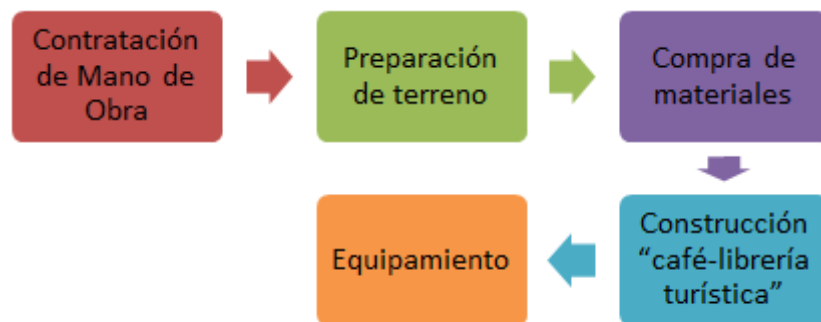 Contratación
de Mano de
Obra
Preparación
de terreno
Compra de
materiales
Construcción
“café-librería
turística”
Equipamiento